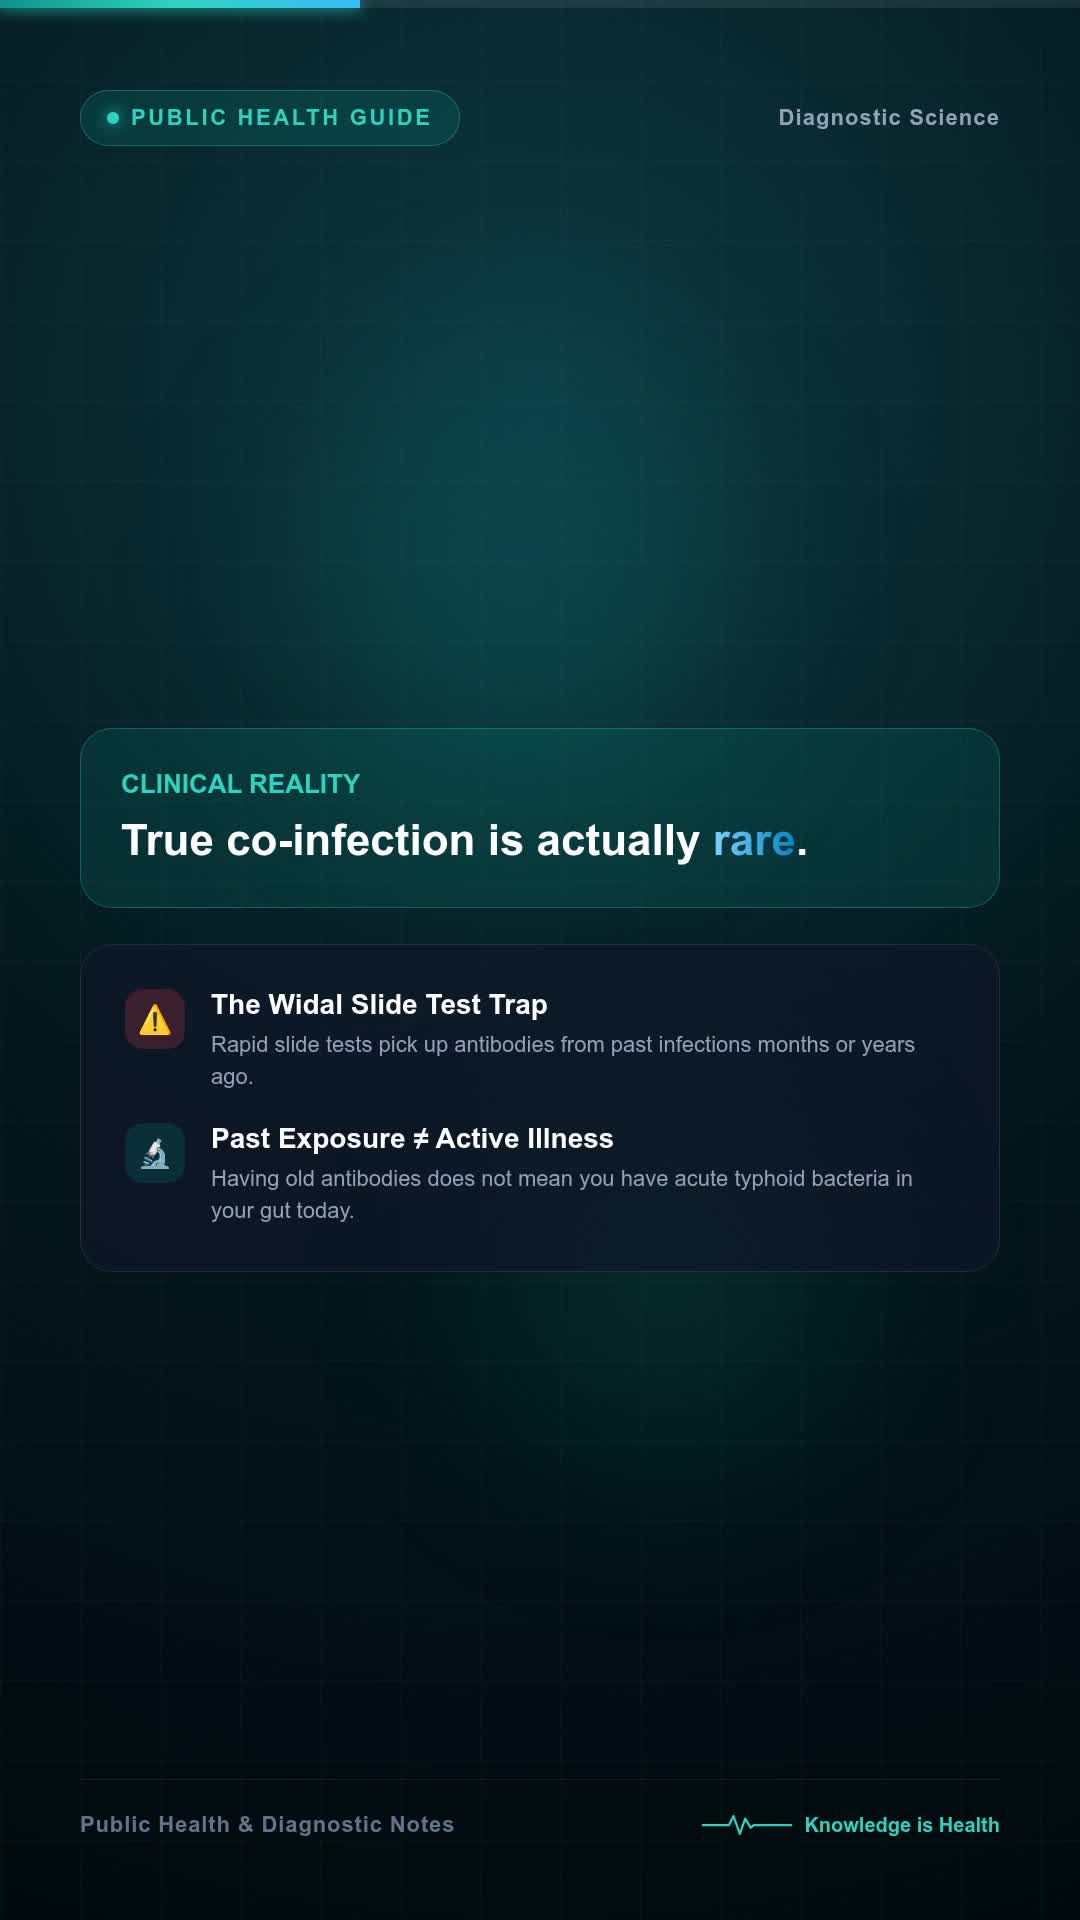 PUBLIC HEALTH GUIDE
Diagnostic Science
CLINICAL REALITY
True co-infection is actually rare.
The Widal Slide Test Trap
Rapid slide tests pick up antibodies from past infections months or years
ago.
Past Exposure ≠ Active Illness
Having old antibodies does not mean you have acute typhoid bacteria in
your gut today.
Public Health & Diagnostic Notes
Knowledge is Health